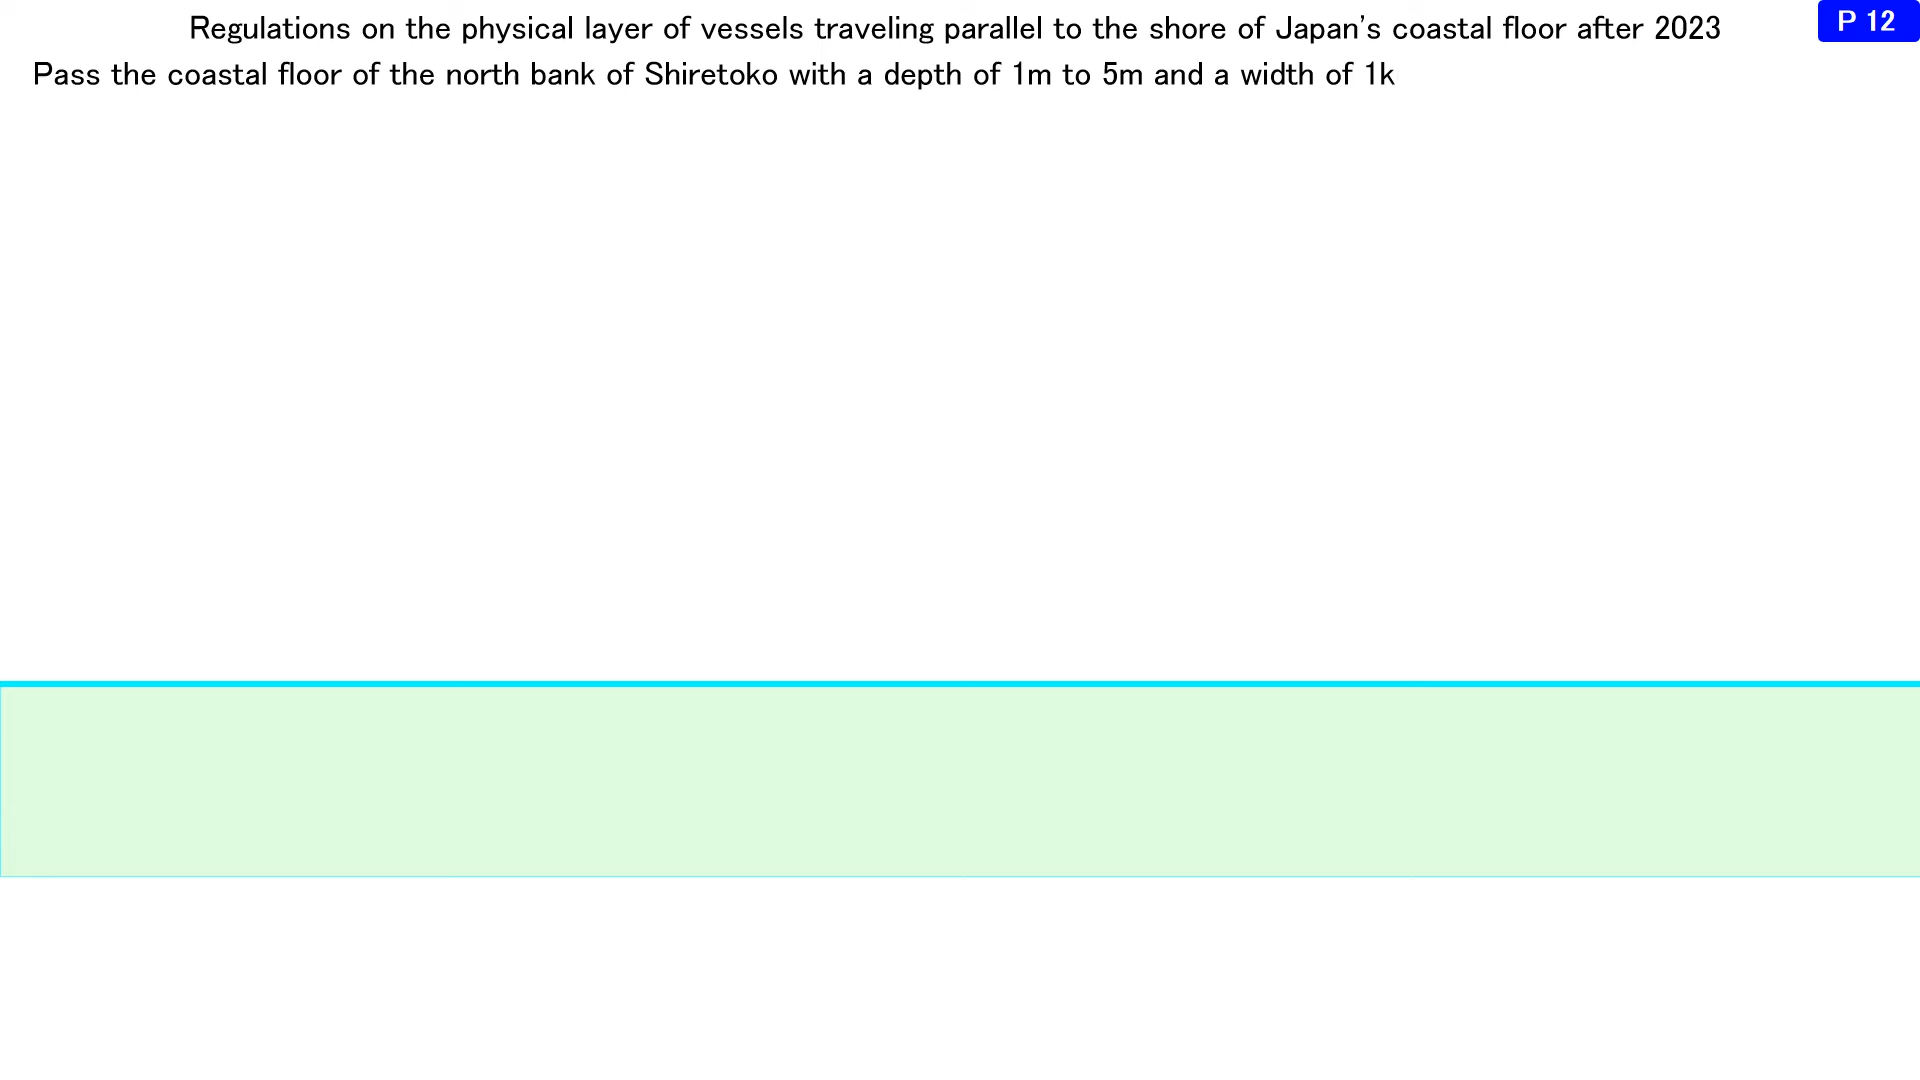 Regulations on the physical layer of vessels traveling parallel to the shore of Japan's coastal floor after 2023
P 12
Pass the coastal floor of the north bank of Shiretoko with a depth of 1m to 5m and a width of 1k